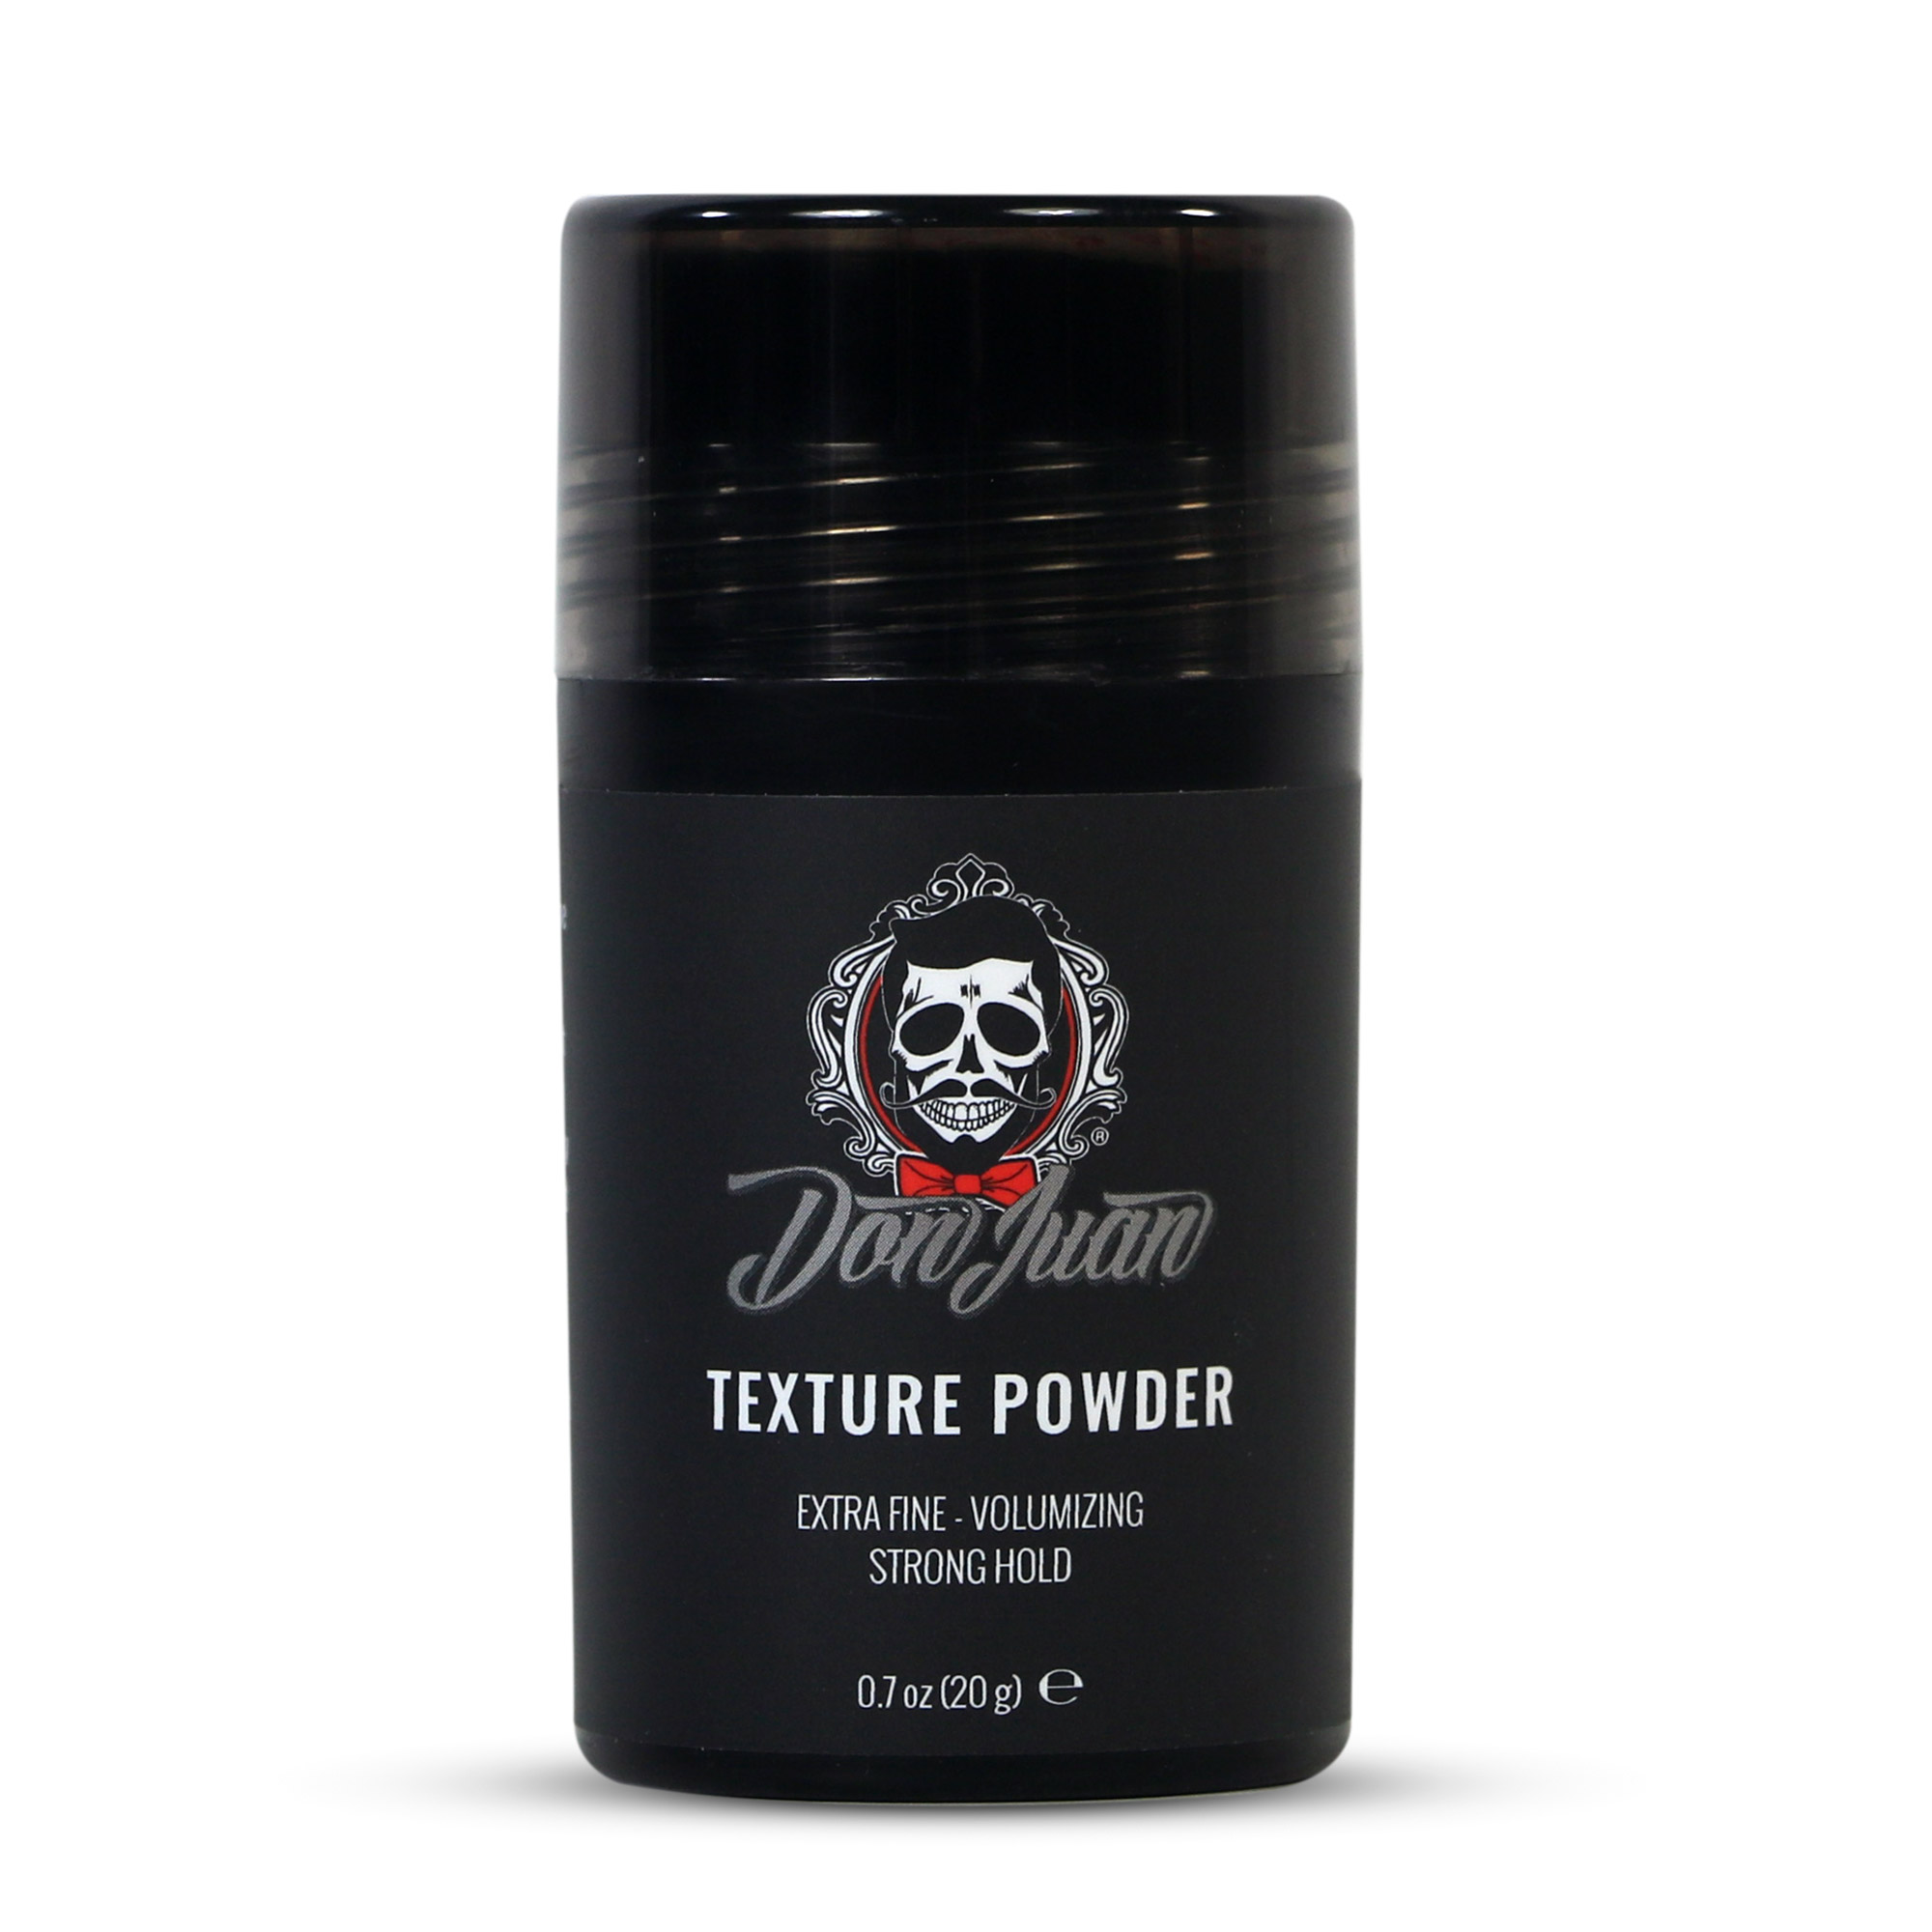 ®
Don Juan
TEXTURE POWDER
EXTRA FINE - VOLUMIZING
STRONG HOLD
0.7 oz (20 g) ℮